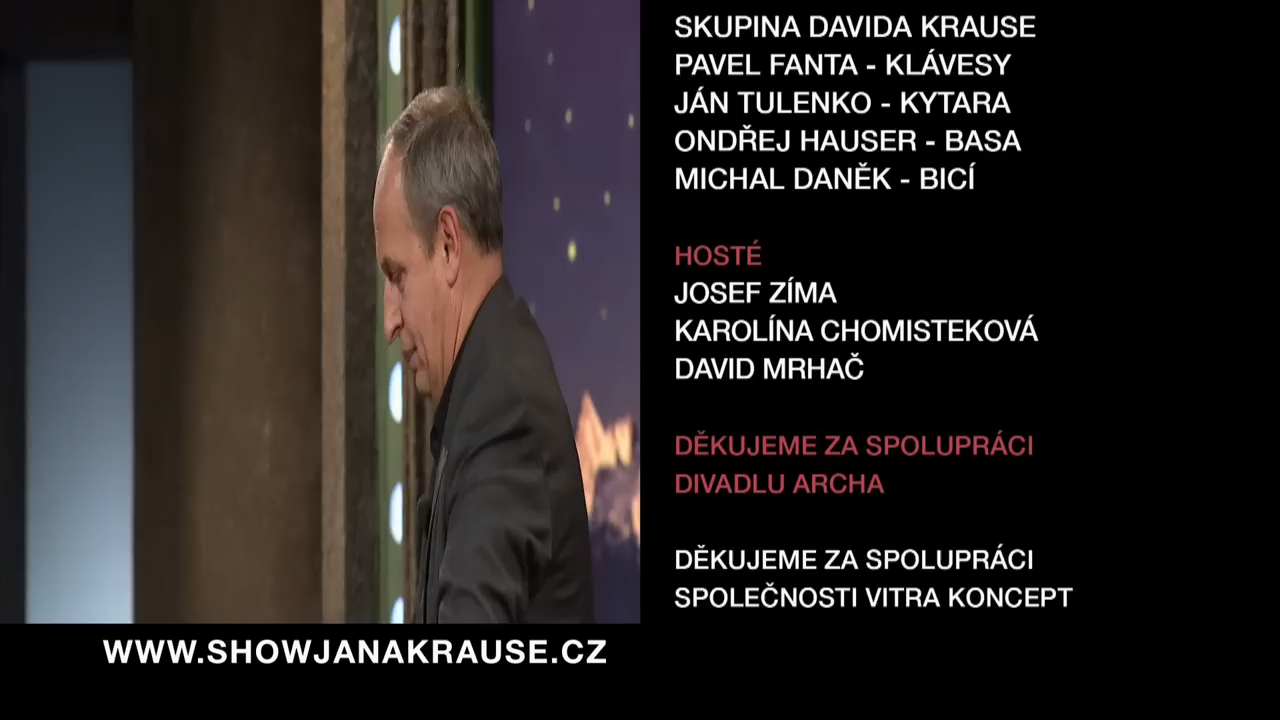 SKUPINA DAVIDA KRAUSE
PAVEL FANTA - KLÁVESY
JÁN TULENKO - KYTARA
ONDŘEJ HAUSER - BASA
MICHAL DANĚK - BICÍ
HOSTÉ
JOSEF ZÍMA
KAROLÍNA CHOMISTEKOVÁ
DAVID MRHAČ
DĚKUJEME ZA SPOLUPRÁCI
DIVADLU ARCHA
DĚKUJEME ZA SPOLUPRÁCI
SPOLEČNOSTI VITRA KONCEPT
WWW.SHOWJANAKRAUSE.CZ